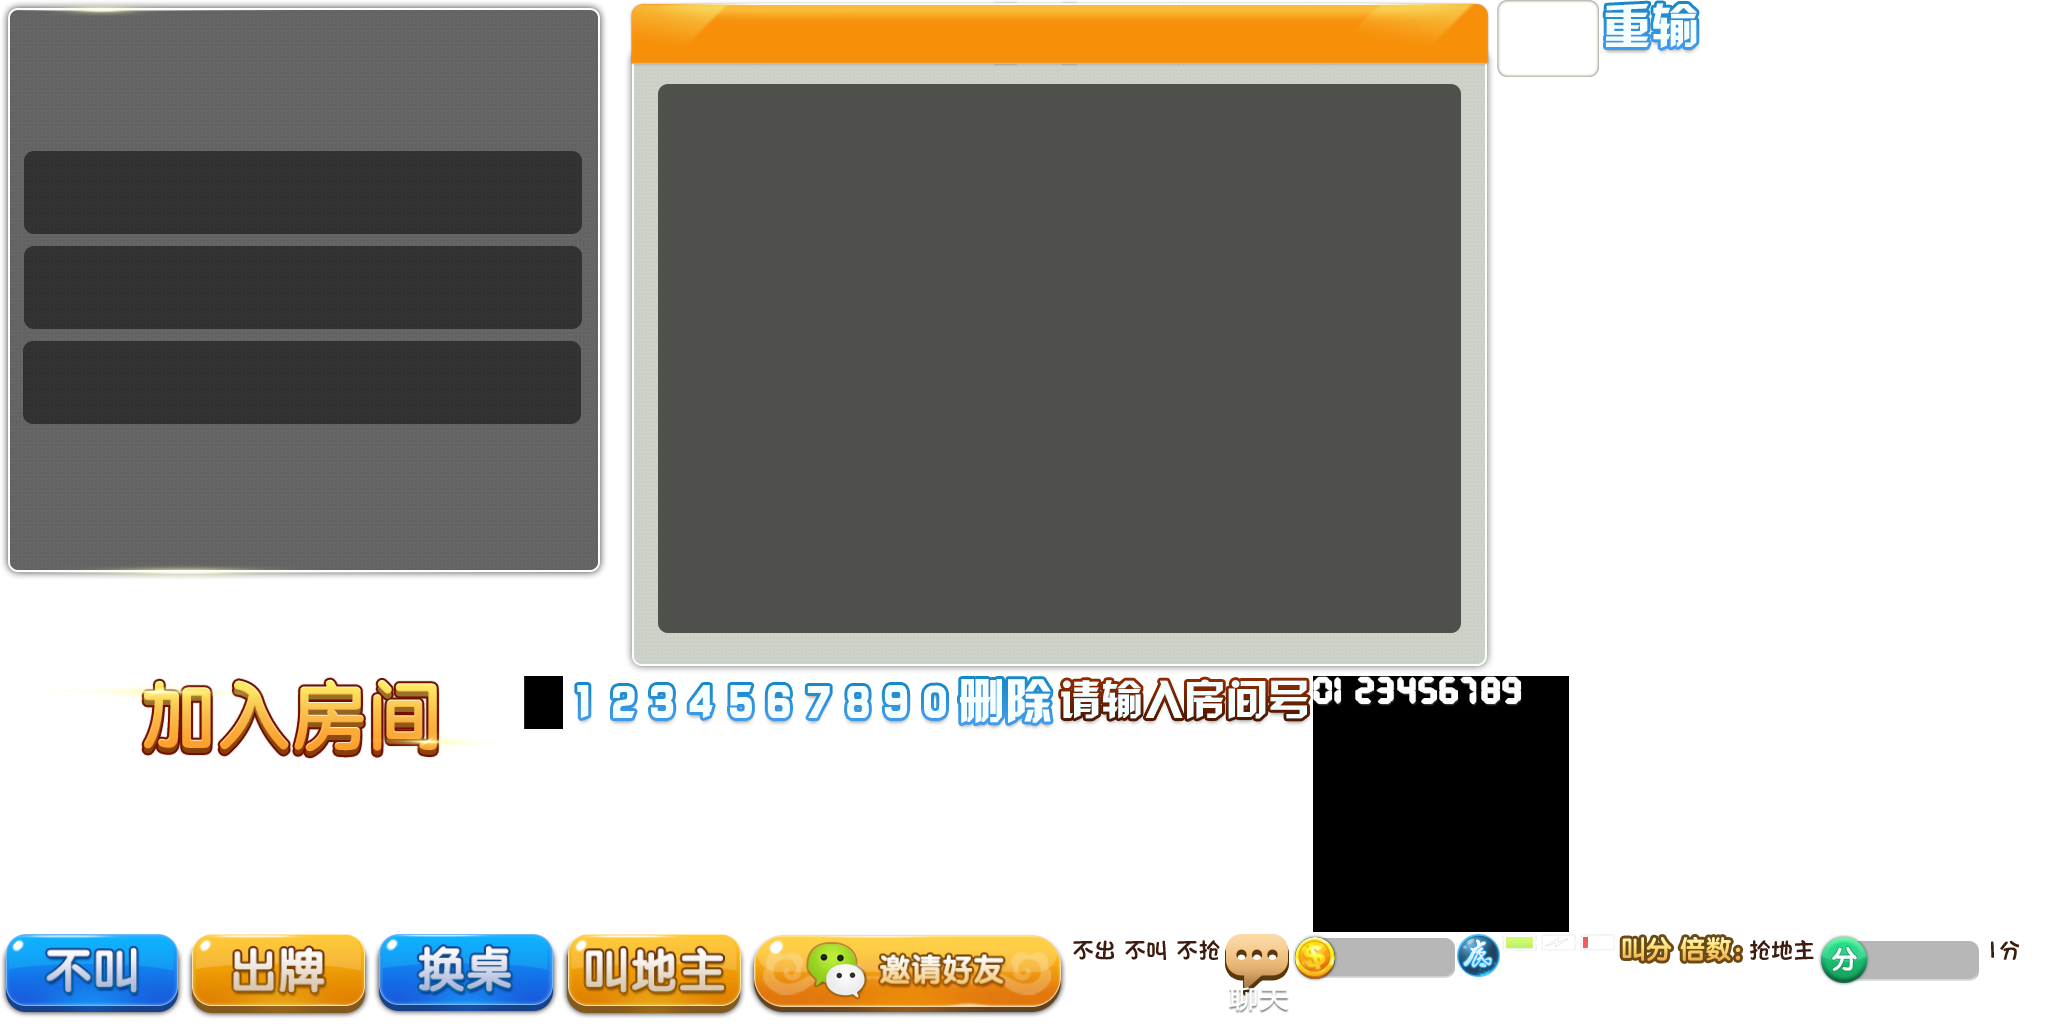 重输
加入房间
1 2 3 4 5 6 7 8 9 0 删除 请输入房间号 01 23456789
不叫 出牌 换桌 叫地主 邀请好友 不出 不叫 不抢 聊天 底 叫分 倍数: 抢地主 分 1分